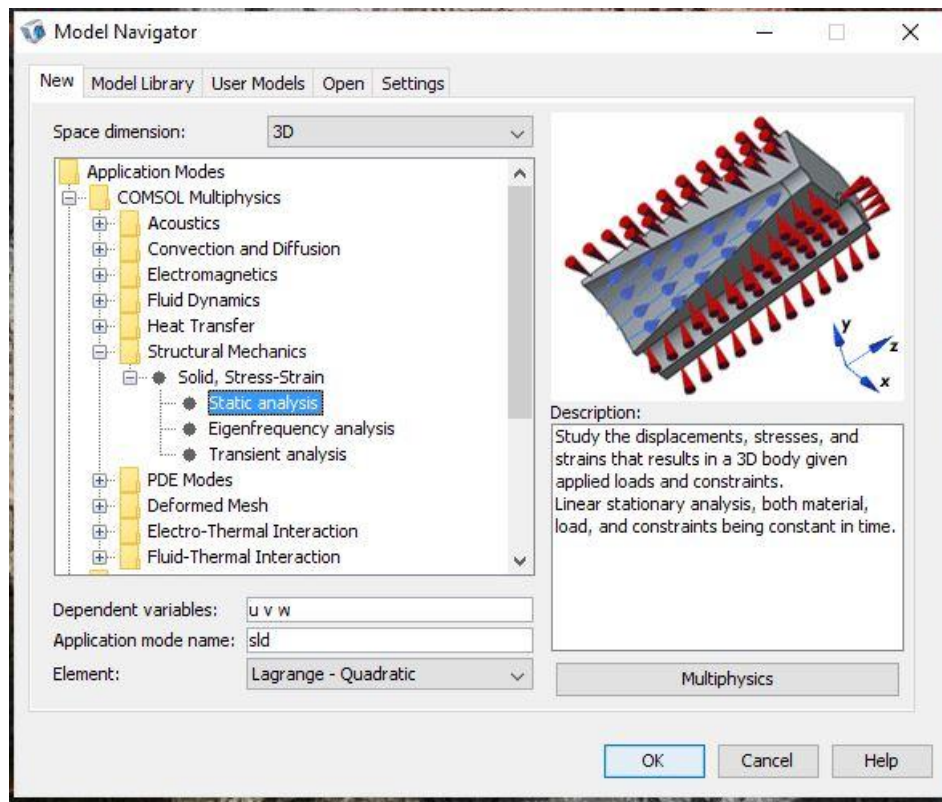 Model Navigator
New Model Library User Models Open Settings
Space dimension: 3D
Application Modes
COMSOL Multiphysics
Acoustics
Convection and Diffusion
Electromagnetics
Fluid Dynamics
Heat Transfer
Structural Mechanics
Solid, Stress-Strain
Static analysis
Eigenfrequency analysis
Transient analysis
PDE Modes
Deformed Mesh
Electro-Thermal Interaction
Fluid-Thermal Interaction
Dependent variables: u v w
Application mode name: sld
Element: Lagrange - Quadratic
y
z
x
Description:
Study the displacements, stresses, and
strains that results in a 3D body given
applied loads and constraints.
Linear stationary analysis, both material,
load, and constraints being constant in time.
Multiphysics
OK Cancel Help